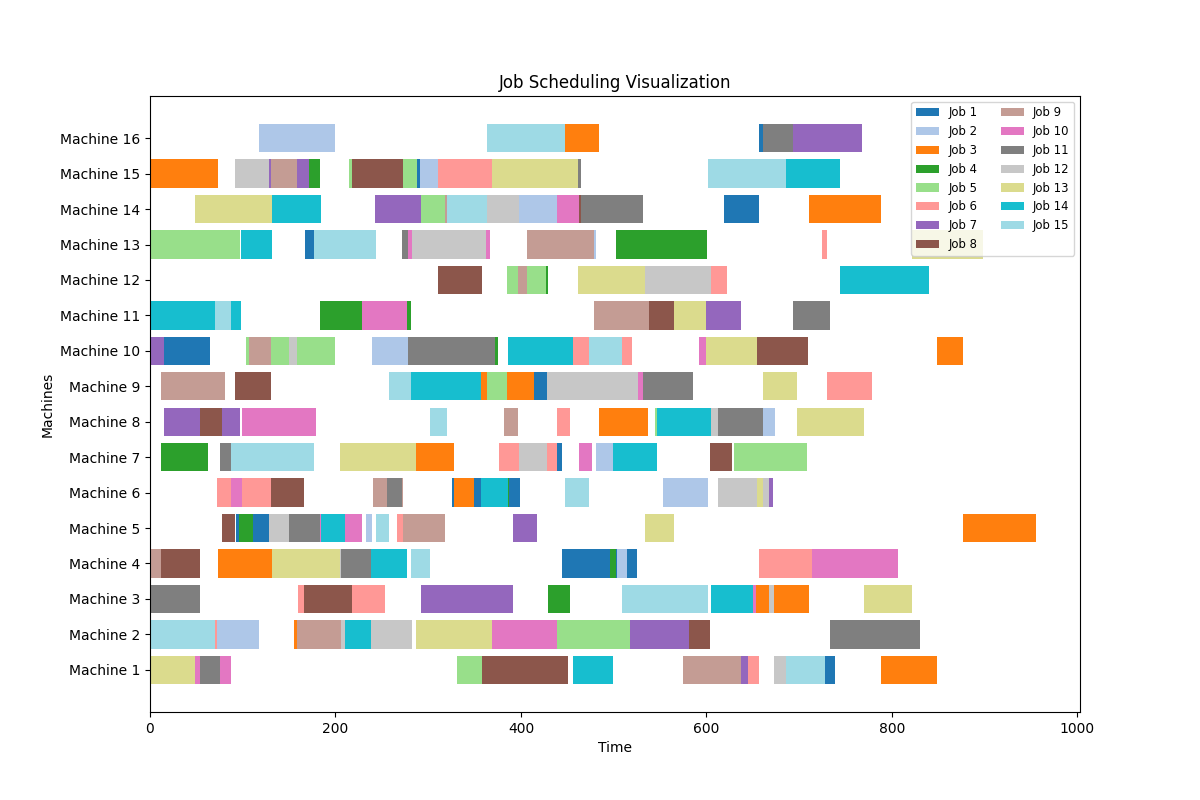 Job Scheduling Visualization
Machine 16
Machine 15
Machine 14
Machine 13
Machine 12
Machine 11
Machine 10
Machine 9
Machine 8
Machine 7
Machine 6
Machine 5
Machine 4
Machine 3
Machine 2
Machine 1
Machines
0 200 400 600 800 1000
Time
Job 1
Job 2
Job 3
Job 4
Job 5
Job 6
Job 7
Job 8
Job 9
Job 10
Job 11
Job 12
Job 13
Job 14
Job 15